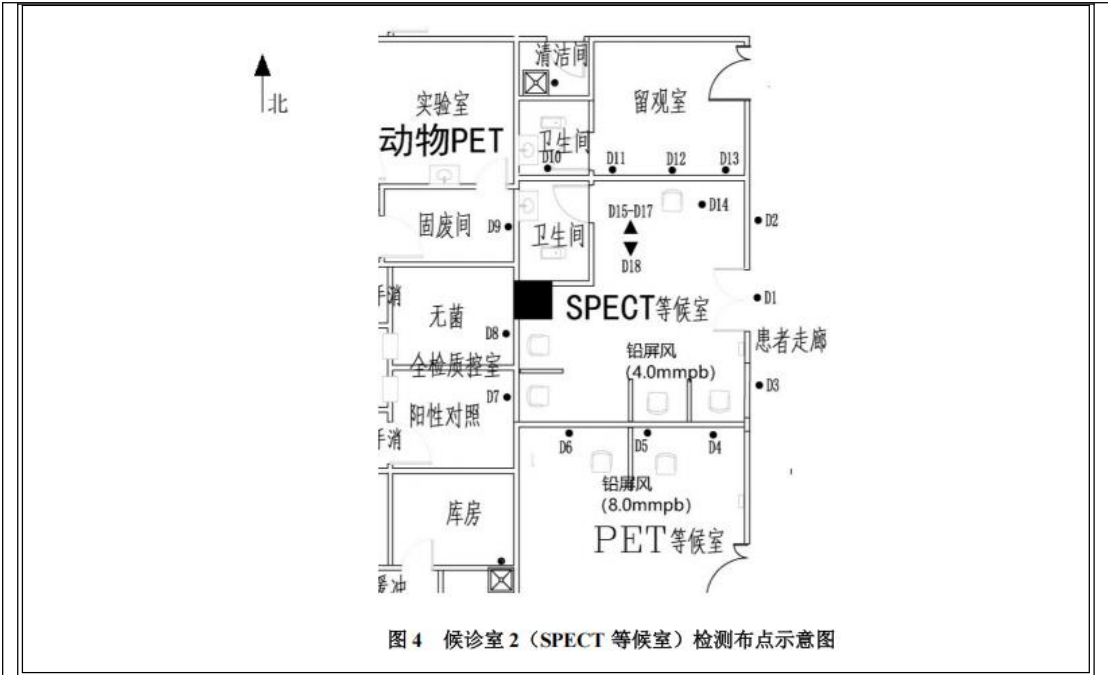 清洁间
北
实验室
留观室
动物PET
卫生间
D10
D11
D12
D13
D14
D15-D17
D2
固废间
D9
卫生间
D18
手消
无菌
SPECT等候室
D1
D8
患者走廊
全检质控室
铅屏风
(4.0mmpb)
D3
D7
阳性对照
手消
D6
D5
D4
铅屏风
(8.0mmpb)
库房
PET等候室
缓冲
图 4 候诊室 2（SPECT 等候室）检测布点示意图